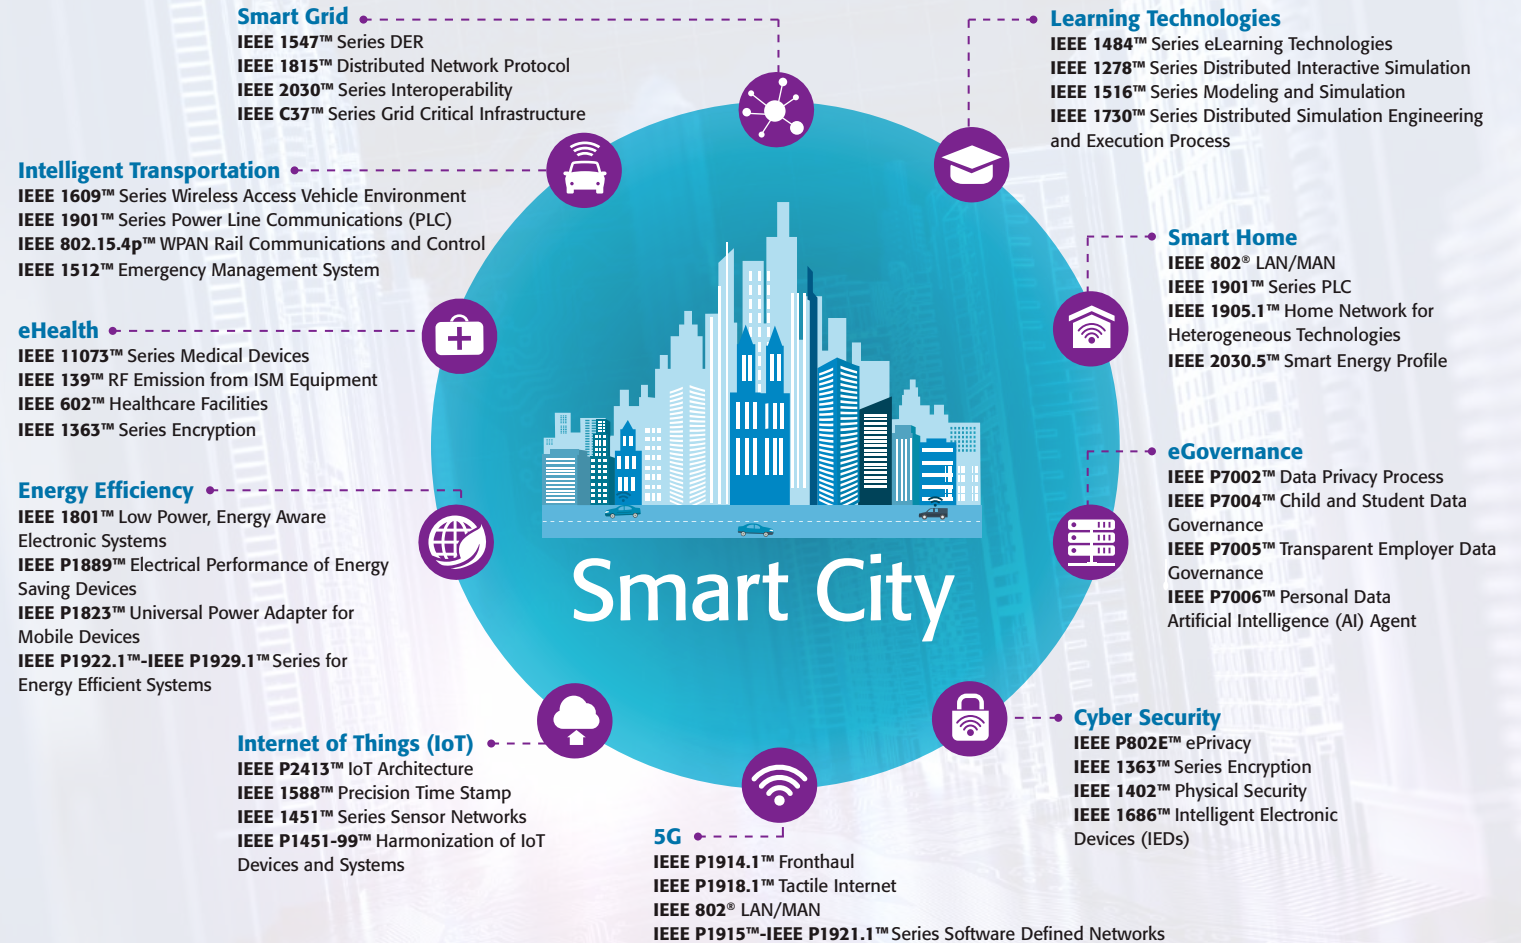 Smart Grid
IEEE 1547™ Series DER
IEEE 1815™ Distributed Network Protocol
IEEE 2030™ Series Interoperability
IEEE C37™ Series Grid Critical Infrastructure
Learning Technologies
IEEE 1484™ Series eLearning Technologies
IEEE 1278™ Series Distributed Interactive Simulation
IEEE 1516™ Series Modeling and Simulation
IEEE 1730™ Series Distributed Simulation Engineering
and Execution Process
Intelligent Transportation
IEEE 1609™ Series Wireless Access Vehicle Environment
IEEE 1901™ Series Power Line Communications (PLC)
IEEE 802.15.4p™ WPAN Rail Communications and Control
IEEE 1512™ Emergency Management System
Smart Home
IEEE 802® LAN/MAN
IEEE 1901™ Series PLC
IEEE 1905.1™ Home Network for
Heterogeneous Technologies
IEEE 2030.5™ Smart Energy Profile
eHealth
IEEE 11073™ Series Medical Devices
IEEE 139™ RF Emission from ISM Equipment
IEEE 602™ Healthcare Facilities
IEEE 1363™ Series Encryption
eGovernance
IEEE P7002™ Data Privacy Process
IEEE P7004™ Child and Student Data
Governance
IEEE P7005™ Transparent Employer Data
Governance
IEEE P7006™ Personal Data
Artificial Intelligence (AI) Agent
Energy Efficiency
IEEE 1801™ Low Power, Energy Aware
Electronic Systems
IEEE P1889™ Electrical Performance of Energy
Saving Devices
IEEE P1823™ Universal Power Adapter for
Mobile Devices
IEEE P1922.1™-IEEE P1929.1™ Series for
Energy Efficient Systems
Smart City
Internet of Things (IoT)
IEEE P2413™ IoT Architecture
IEEE 1588™ Precision Time Stamp
IEEE 1451™ Series Sensor Networks
IEEE P1451-99™ Harmonization of IoT
Devices and Systems
Cyber Security
IEEE P802E™ ePrivacy
IEEE 1363™ Series Encryption
IEEE 1402™ Physical Security
IEEE 1686™ Intelligent Electronic
Devices (IEDs)
5G
IEEE P1914.1™ Fronthaul
IEEE P1918.1™ Tactile Internet
IEEE 802® LAN/MAN
IEEE P1915™-IEEE P1921.1™ Series Software Defined Networks